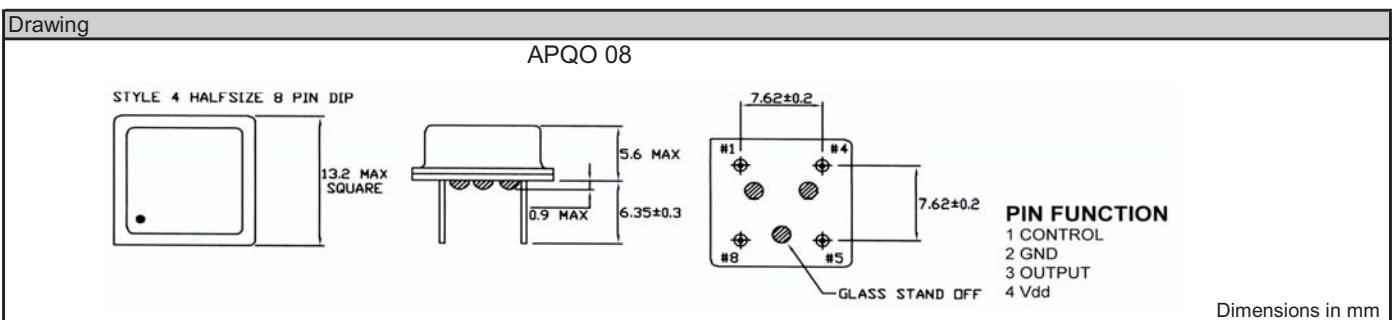 Drawing
APQO 08
STYLE 4 HALFSIZE 8 PIN DIP
13.2 MAX
SQUARE
5.6 MAX
0.9 MAX
6.35±0.3
7.62±0.2
#1
#4
7.62±0.2
#8
#5
GLASS STAND OFF
PIN FUNCTION
1 CONTROL
2 GND
3 OUTPUT
4 Vdd
Dimensions in mm